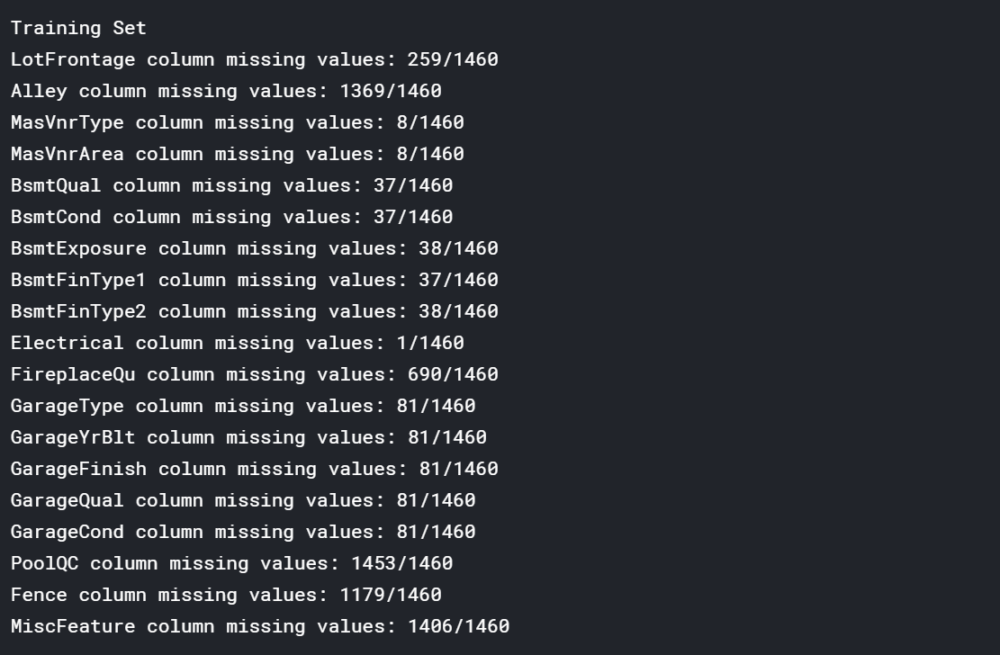 Training Set
LotFrontage column missing values: 259/1460
Alley column missing values: 1369/1460
MasVnrType column missing values: 8/1460
MasVnrArea column missing values: 8/1460
BsmtQual column missing values: 37/1460
BsmtCond column missing values: 37/1460
BsmtExposure column missing values: 38/1460
BsmtFinType1 column missing values: 37/1460
BsmtFinType2 column missing values: 38/1460
Electrical column missing values: 1/1460
FireplaceQu column missing values: 690/1460
GarageType column missing values: 81/1460
GarageYrBlt column missing values: 81/1460
GarageFinish column missing values: 81/1460
GarageQual column missing values: 81/1460
GarageCond column missing values: 81/1460
PoolQC column missing values: 1453/1460
Fence column missing values: 1179/1460
MiscFeature column missing values: 1406/1460